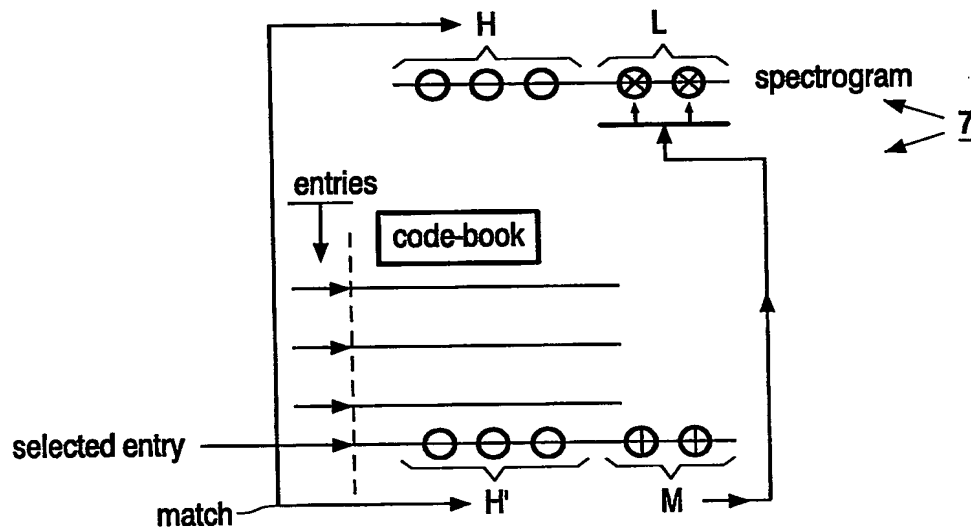 H L
spectrogram
7
entries
code-book
selected entry
H' M
match